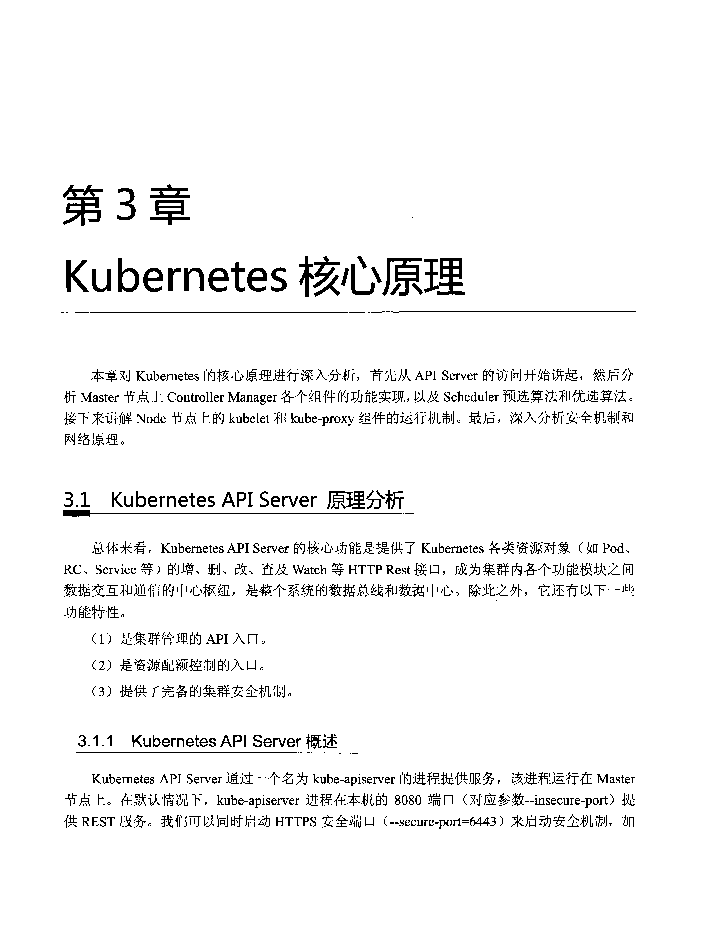 第 3 章
Kubernetes 核心原理
本章对 Kubernetes 的核心原理进行深入分析，首先从 API Server 的访问开始讲起，然后分
析 Master 节点上 Controller Manager 各个组件的功能实现，以及 Scheduler 预选算法和优选算法。
接下来讲解 Node 节点上的 kubelet 和 kube-proxy 组件的运行机制。最后，深入分析安全机制和
网络原理。
3.1 Kubernetes API Server 原理分析
总体来看，Kubernetes API Server 的核心功能是提供了 Kubernetes 各类资源对象（如 Pod、
RC、Service 等）的增、删、改、查及 Watch 等 HTTP Rest 接口，成为集群内各个功能模块之间
数据交互和通信的中心枢纽，是整个系统的数据总线和数据中心。除此之外，它还有以下一些
功能特性。
（1）是集群管理的 API 入口。
（2）是资源配额控制的入口。
（3）提供了完备的集群安全机制。
3.1.1 Kubernetes API Server 概述
Kubernetes API Server 通过一个名为 kube-apiserver 的进程提供服务，该进程运行在 Master
节点上。在默认情况下，kube-apiserver 进程在本机的 8080 端口（对应参数--insecure-port）提
供 REST 服务。我们可以同时启动 HTTPS 安全端口（--secure-port=6443）来启动安全机制，加